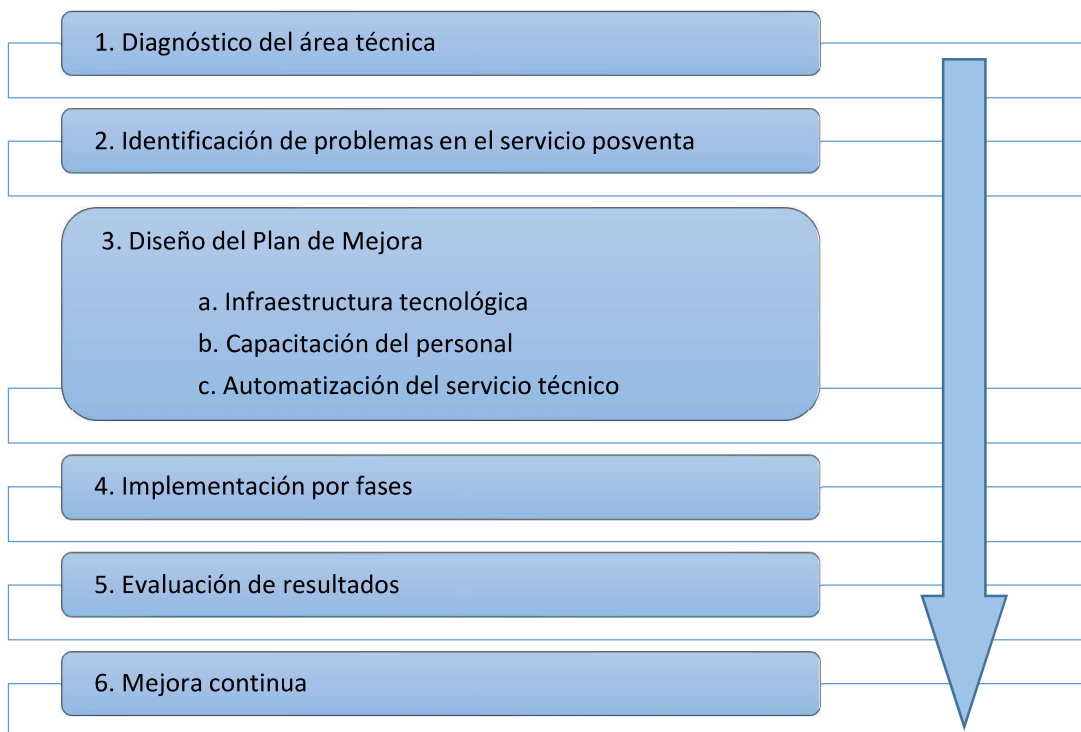 1. Diagnóstico del área técnica
2. Identificación de problemas en el servicio posventa
3. Diseño del Plan de Mejora
a. Infraestructura tecnológica
b. Capacitación del personal
c. Automatización del servicio técnico
4. Implementación por fases
5. Evaluación de resultados
6. Mejora continua